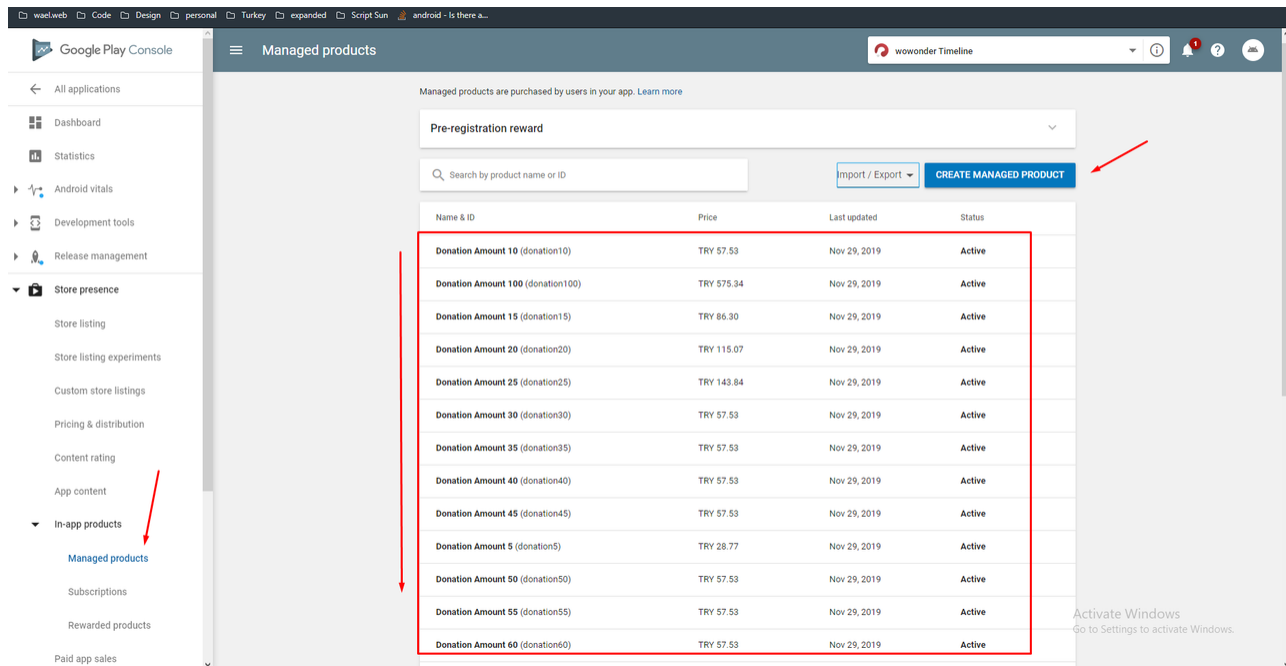 wael.web Code Design personal Turkey expanded Script Sun android - Is there a...
Google Play Console
Managed products
wowonder Timeline
1
All applications
Dashboard
Statistics
Android vitals
Development tools
Release management
Store presence
Store listing
Store listing experiments
Custom store listings
Pricing & distribution
Content rating
App content
In-app products
Managed products
Subscriptions
Rewarded products
Paid app sales
Managed products are purchased by users in your app. Learn more
Pre-registration reward
Search by product name or ID
Import / Export
CREATE MANAGED PRODUCT
Name & ID Price Last updated Status
Donation Amount 10 (donation10) TRY 57.53 Nov 29, 2019 Active
Donation Amount 100 (donation100) TRY 575.34 Nov 29, 2019 Active
Donation Amount 15 (donation15) TRY 86.30 Nov 29, 2019 Active
Donation Amount 20 (donation20) TRY 115.07 Nov 29, 2019 Active
Donation Amount 25 (donation25) TRY 143.84 Nov 29, 2019 Active
Donation Amount 30 (donation30) TRY 57.53 Nov 29, 2019 Active
Donation Amount 35 (donation35) TRY 57.53 Nov 29, 2019 Active
Donation Amount 40 (donation40) TRY 57.53 Nov 29, 2019 Active
Donation Amount 45 (donation45) TRY 57.53 Nov 29, 2019 Active
Donation Amount 5 (donation5) TRY 28.77 Nov 29, 2019 Active
Donation Amount 50 (donation50) TRY 57.53 Nov 29, 2019 Active
Donation Amount 55 (donation55) TRY 57.53 Nov 29, 2019 Active
Donation Amount 60 (donation60) TRY 57.53 Nov 29, 2019 Active
Activate Windows
Go to Settings to activate Windows.